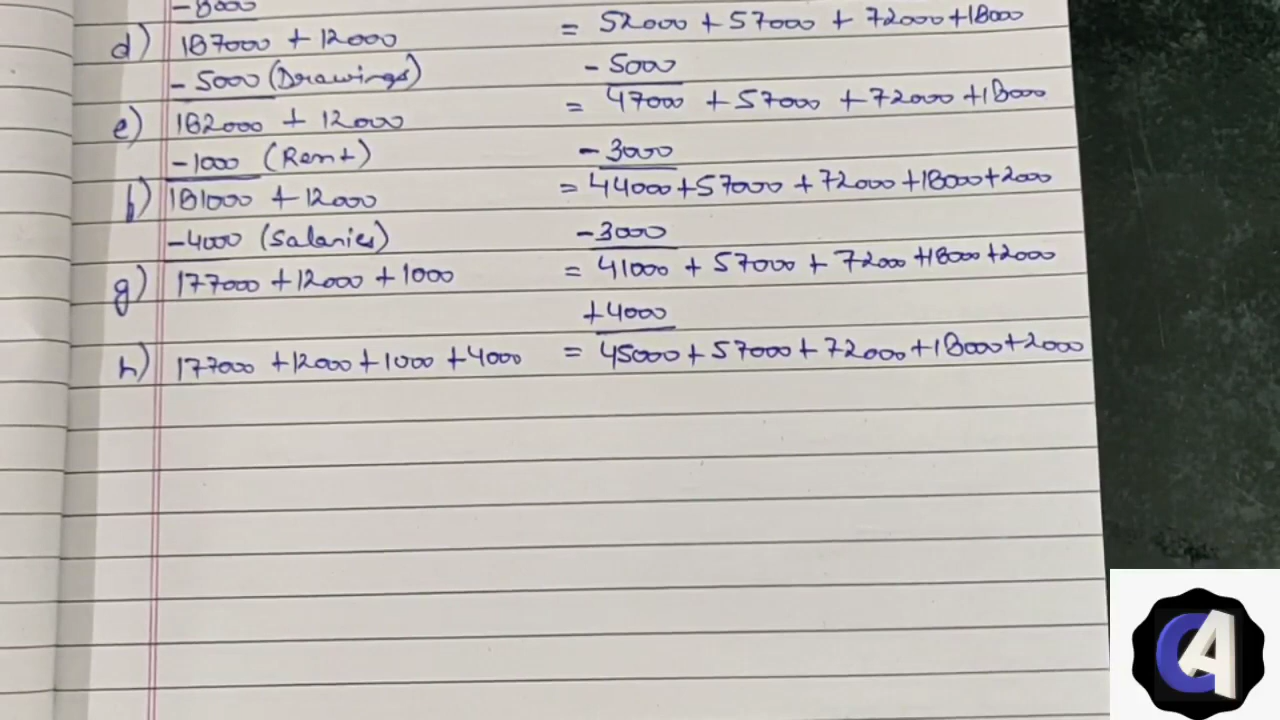 -8000
d) 187000 + 12000 = 52000 + 57000 + 72000 + 18000
- 5000 (Drawings) - 5000
e) 182000 + 12000 = 47000 + 57000 + 72000 + 18000
-1000 (Rent) - 3000
f) 181000 + 12000 = 44000 + 57000 + 72000 + 18000 + 2000
-4000 (Salaries) -3000
g) 177000 + 12000 + 1000 = 41000 + 57000 + 72000 + 18000 + 2000
+4000
h) 177000 + 12000 + 1000 + 4000 = 45000 + 57000 + 72000 + 18000 + 2000
CA